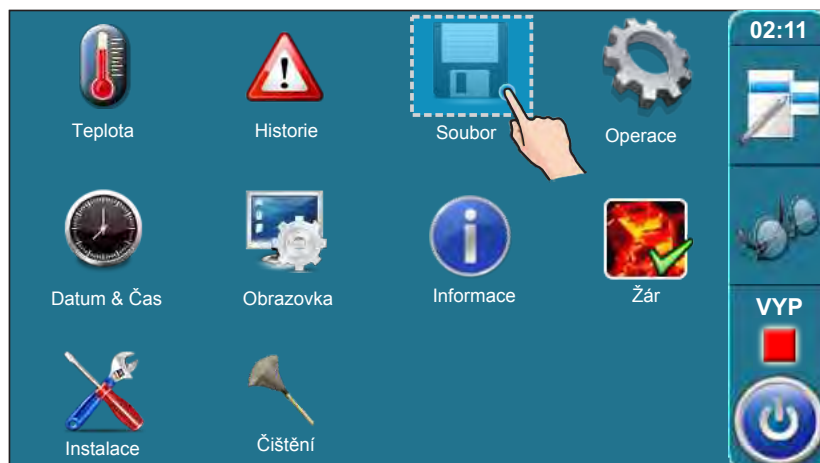 02:11
Teplota
Historie
Soubor
Operace
Datum & Čas
Obrazovka
Informace
Žár
VYP
Instalace
Čištění